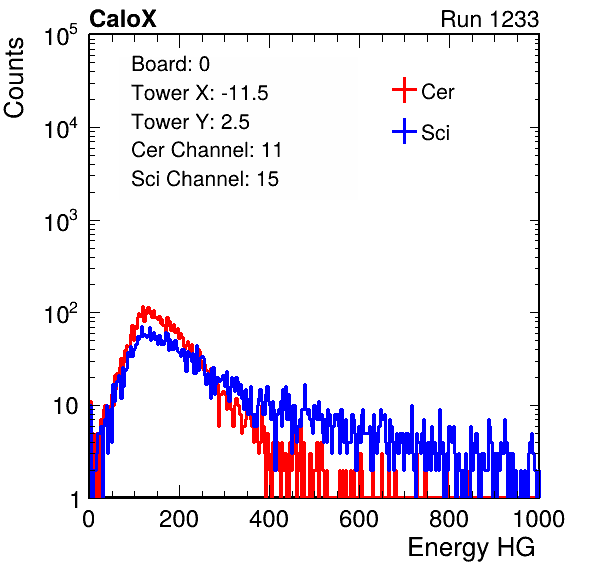 CaloX Run 1233
Counts
10^5
10^4
10^3
10^2
10
1
Board: 0
Tower X: -11.5
Tower Y: 2.5
Cer Channel: 11
Sci Channel: 15
Cer
Sci
0 200 400 600 800 1000
Energy HG